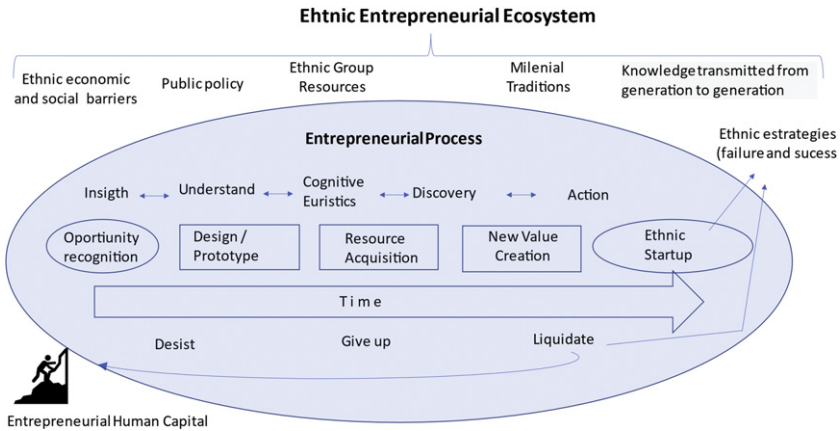 Ehtnic Entrepreneurial Ecosystem
Ethnic economic
and social barriers
Public policy
Ethnic Group
Resources
Milenial
Traditions
Knowledge transmitted from
generation to generation
Ethnic estrategies
(failure and sucess
Entrepreneurial Process
Insigth
Understand
Cognitive
Euristics
Discovery
Action
Oportiunity
recognition
Design /
Prototype
Resource
Acquisition
New Value
Creation
Ethnic
Startup
Time
Desist
Give up
Liquidate
Entrepreneurial Human Capital